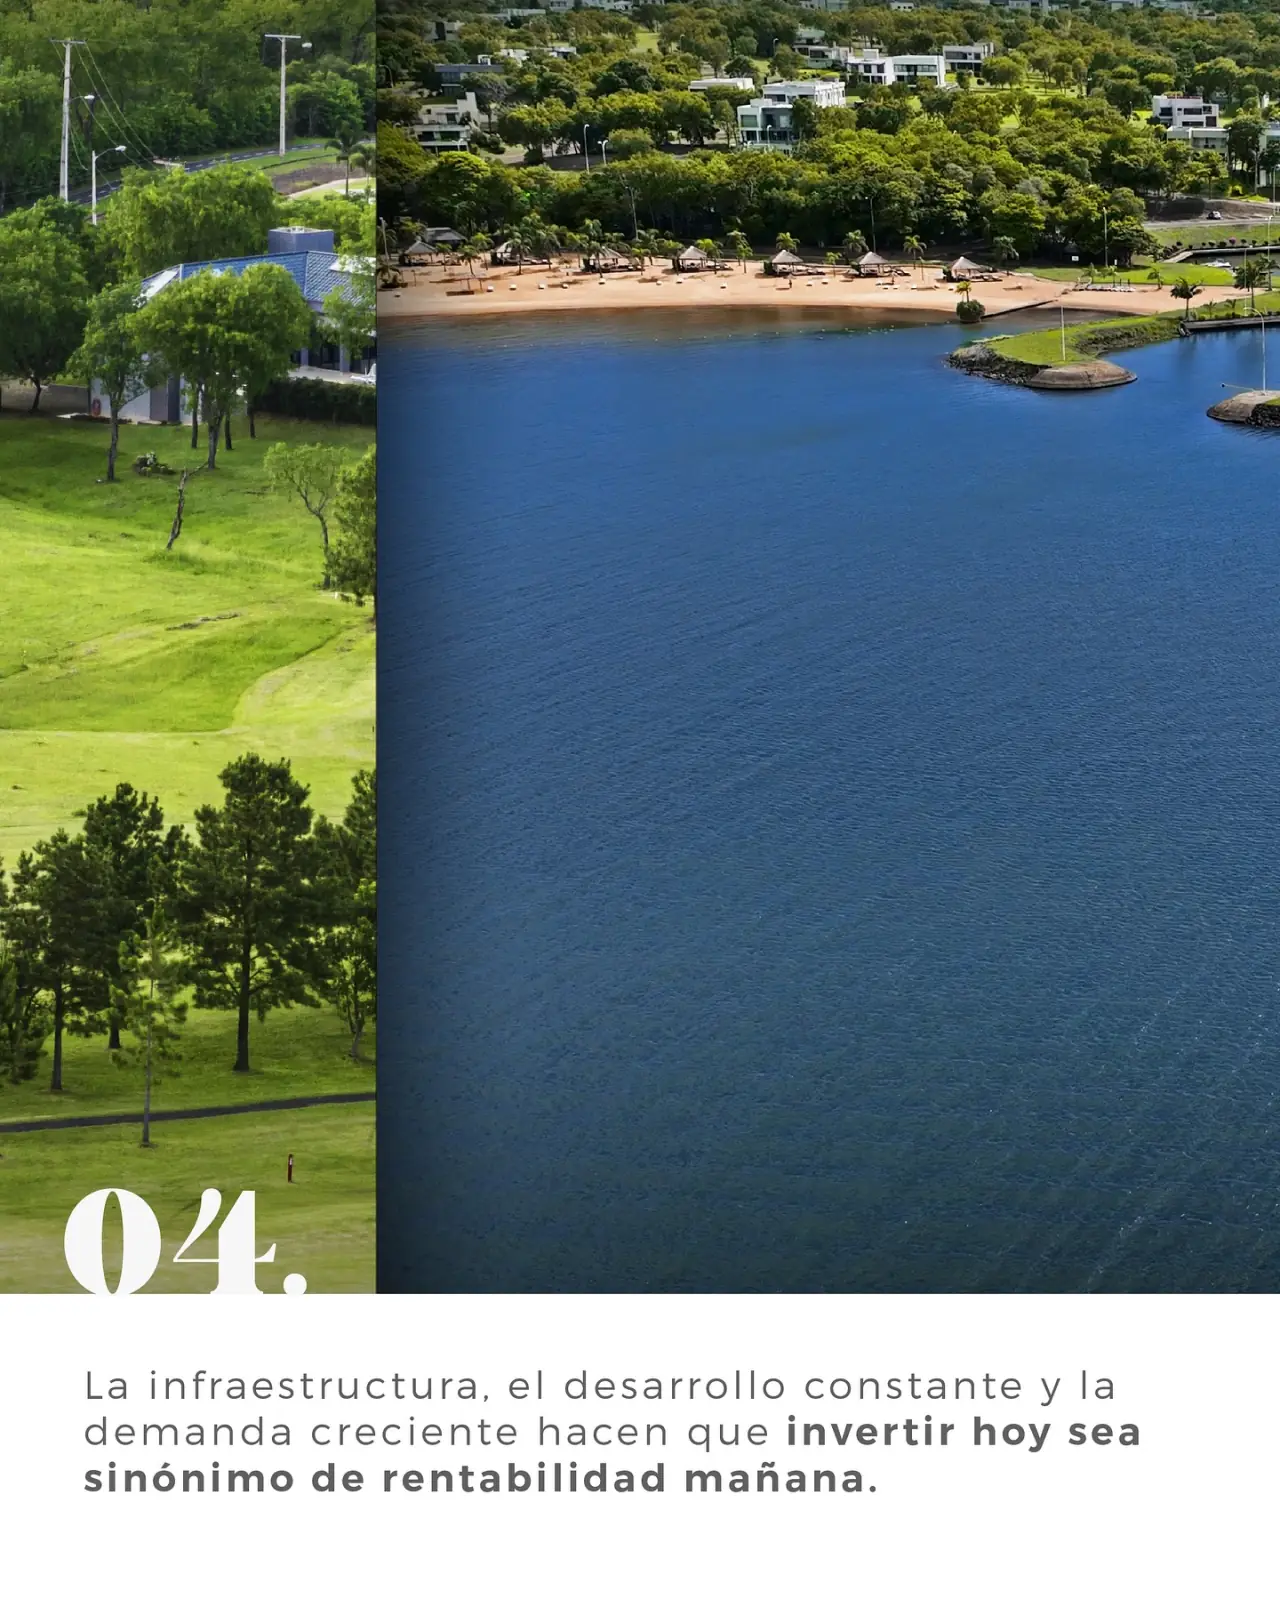 04.
La infraestructura, el desarrollo constante y la
demanda creciente hacen que invertir hoy sea
sinónimo de rentabilidad mañana.